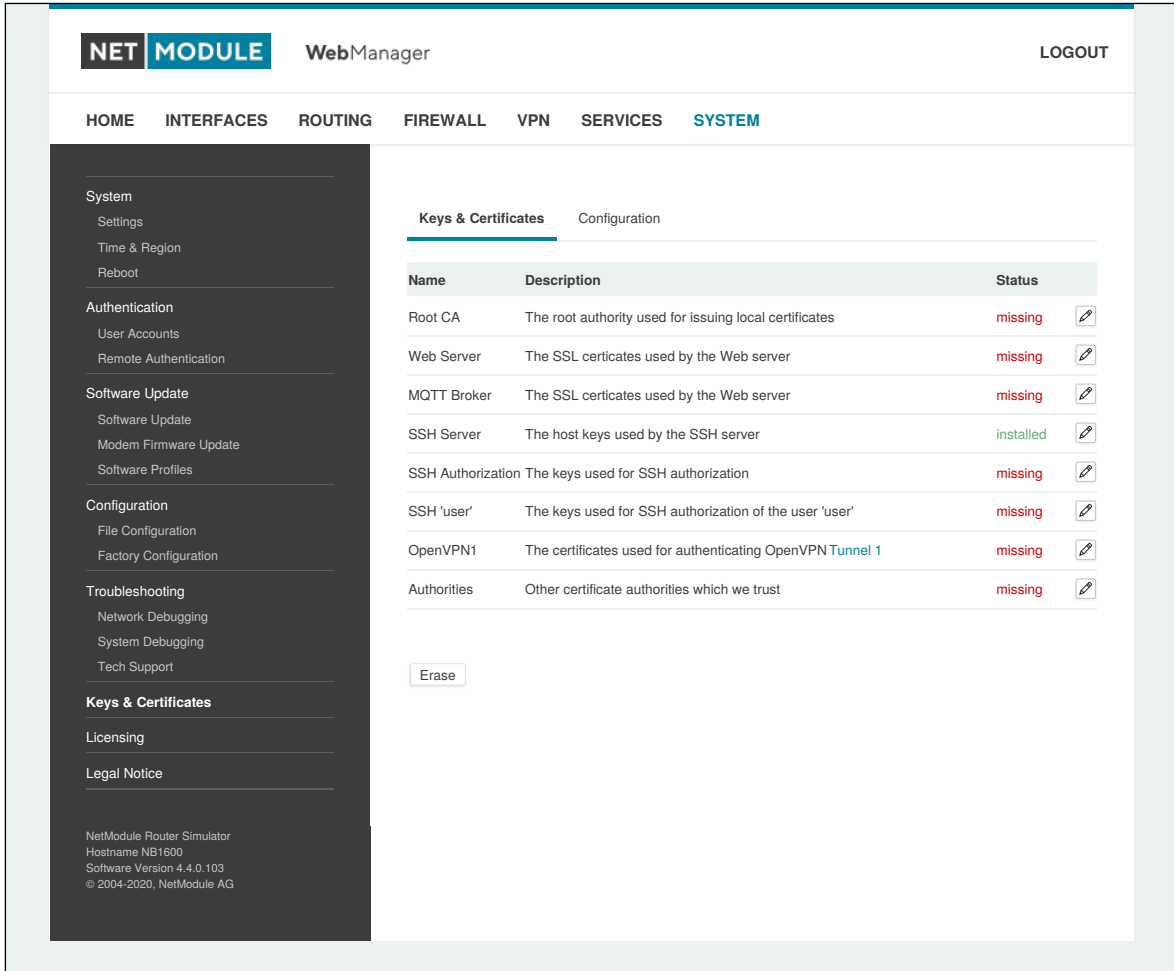 NET MODULE WebManager LOGOUT
HOME INTERFACES ROUTING FIREWALL VPN SERVICES SYSTEM
System
Settings
Time & Region
Reboot
Authentication
User Accounts
Remote Authentication
Software Update
Software Update
Modem Firmware Update
Software Profiles
Configuration
File Configuration
Factory Configuration
Troubleshooting
Network Debugging
System Debugging
Tech Support
Keys & Certificates
Licensing
Legal Notice
NetModule Router Simulator
Hostname NB1600
Software Version 4.4.0.103
© 2004-2020, NetModule AG
Keys & Certificates Configuration
Name Description Status
Root CA The root authority used for issuing local certificates missing
Web Server The SSL certicates used by the Web server missing
MQTT Broker The SSL certicates used by the Web server missing
SSH Server The host keys used by the SSH server installed
SSH Authorization The keys used for SSH authorization missing
SSH 'user' The keys used for SSH authorization of the user 'user' missing
OpenVPN1 The certificates used for authenticating OpenVPN Tunnel 1 missing
Authorities Other certificate authorities which we trust missing
Erase